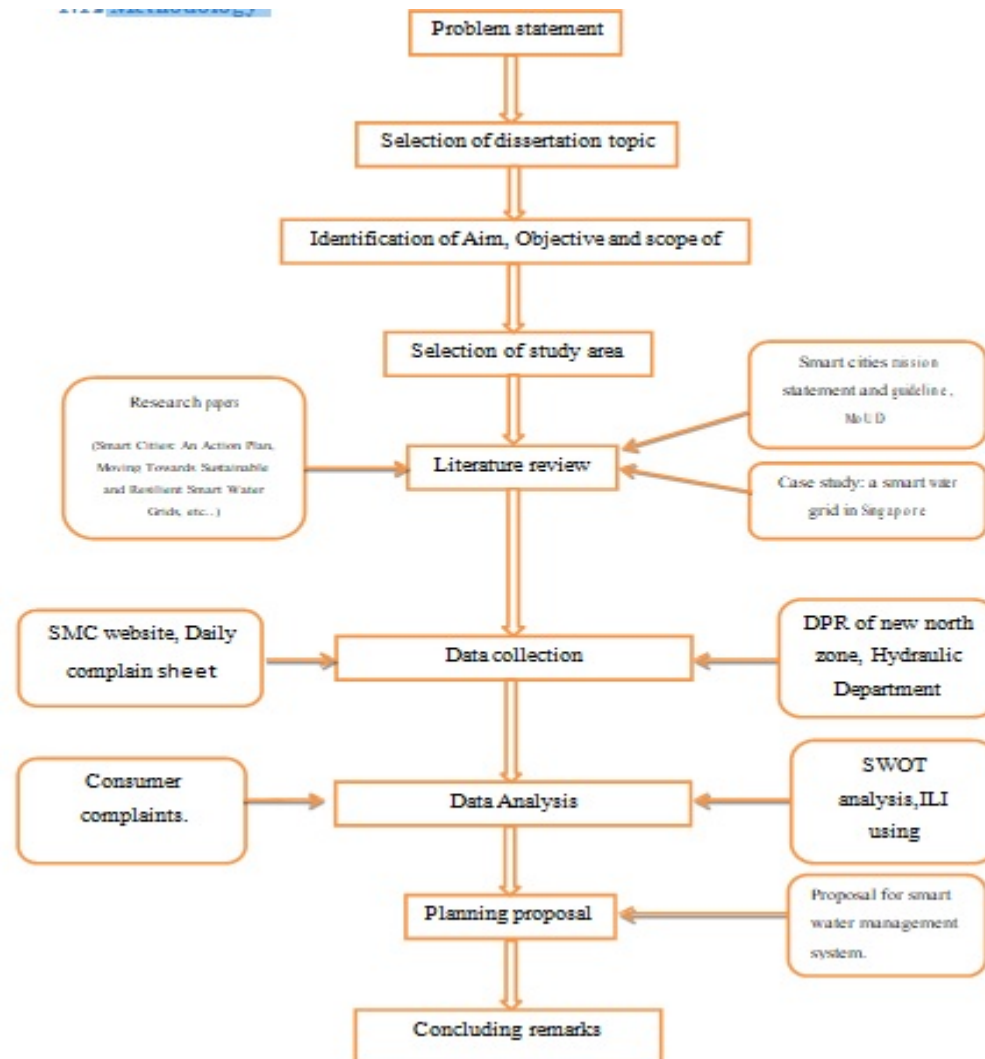 Methodology
Problem statement
Selection of dissertation topic
Identification of Aim, Objective and scope of
Selection of study area
Smart cities mission
statement and guideline,
MoUD
Research papers
(Smart Cities: An Action Plan,
Moving Towards Sustainable
and Resilient Smart Water
Grids, etc..)
Literature review
Case study: a smart water
grid in Singapore
SMC website, Daily
complain sheet
Data collection
DPR of new north
zone, Hydraulic
Department
Consumer
complaints.
Data Analysis
SWOT
analysis,ILI
using
Planning proposal
Proposal for smart
water management
system.
Concluding remarks